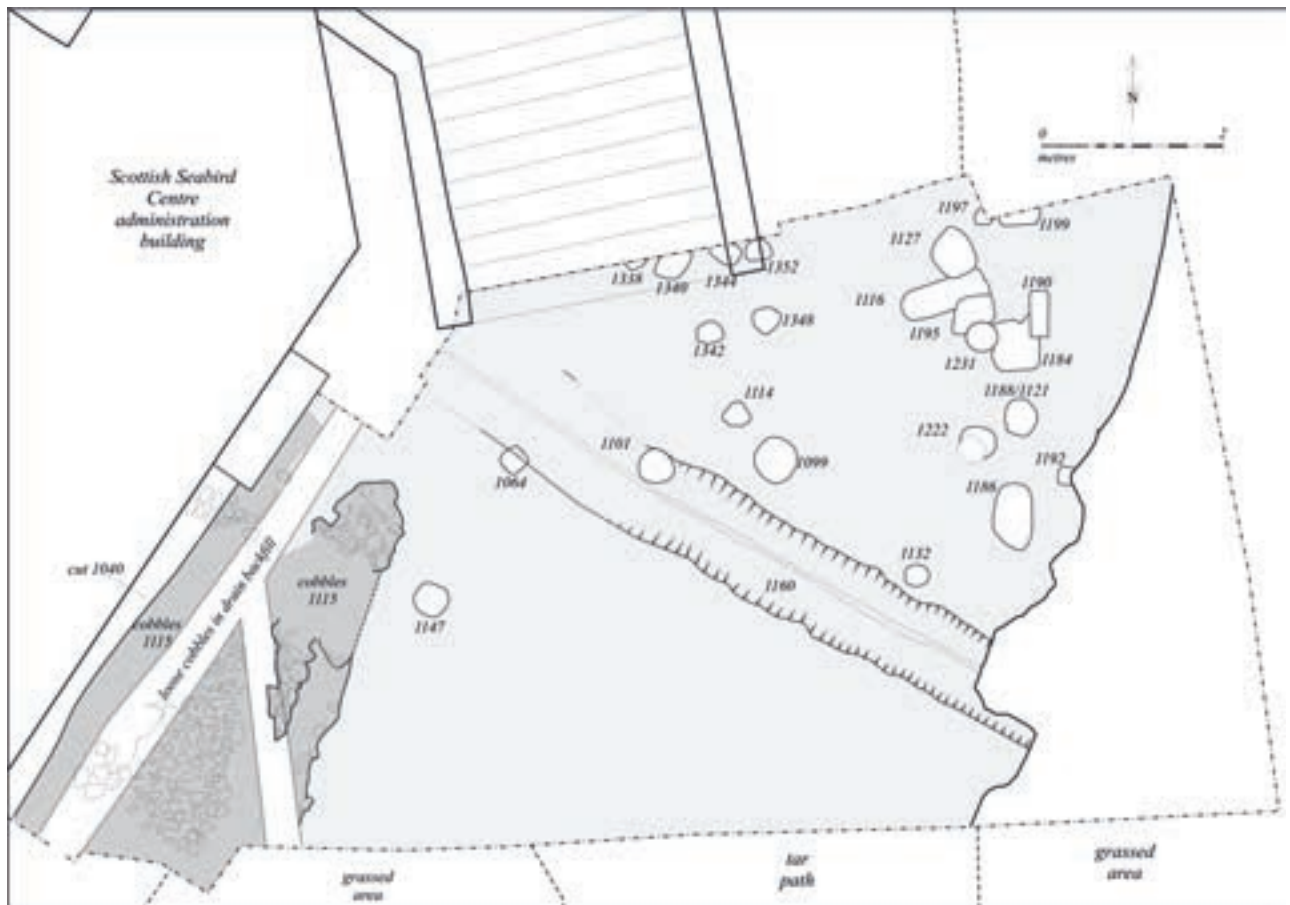 Scottish Seabird
Centre
administration
building
N
0
metres
1197
1199
1127
1190
1116
1195
1231
1184
1338
1340
1344
1352
1348
1342
1188/1121
1114
1222
1101
1099
1192
1064
1186
1132
1160
cut 1040
cobbles
1115
cobbles
1115
loose cobbles in drain backfill
1147
grassed
area
tar
path
grassed
area